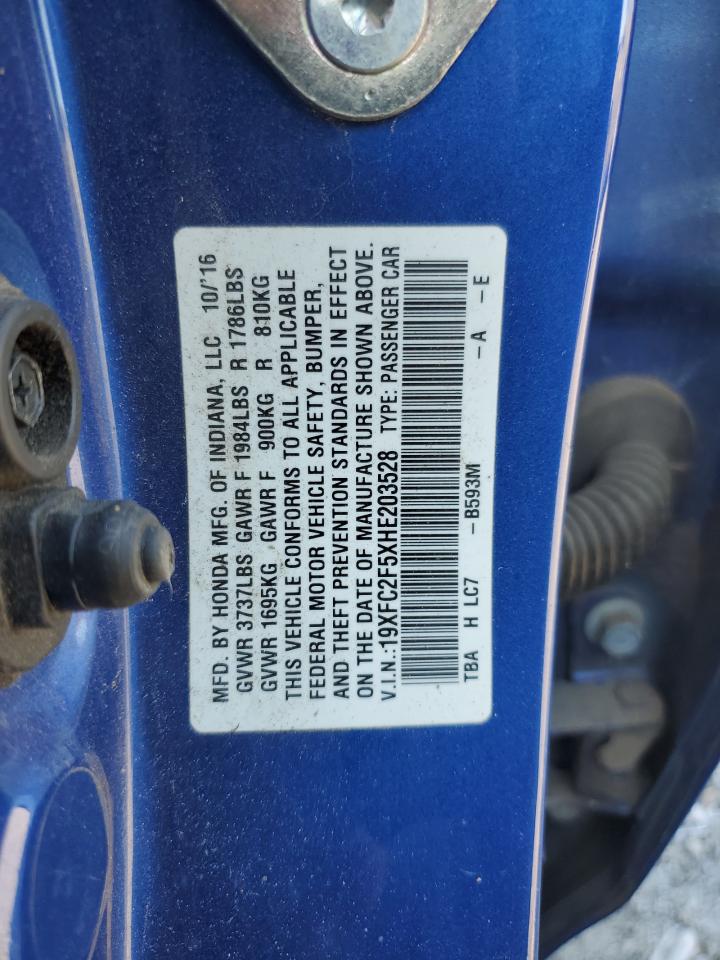 MFD. BY HONDA MFG. OF INDIANA, LLC 10/'16
GVWR 3737LBS GAWR F 1984LBS R 1786LBS
GVWR 1695KG GAWR F 900KG R 810KG
THIS VEHICLE CONFORMS TO ALL APPLICABLE
FEDERAL MOTOR VEHICLE SAFETY, BUMPER,
AND THEFT PREVENTION STANDARDS IN EFFECT
ON THE DATE OF MANUFACTURE SHOWN ABOVE.
V.I.N.:19XFC2F5XHE203528 TYPE: PASSENGER CAR
TBA H LC7 -B593M -A -E